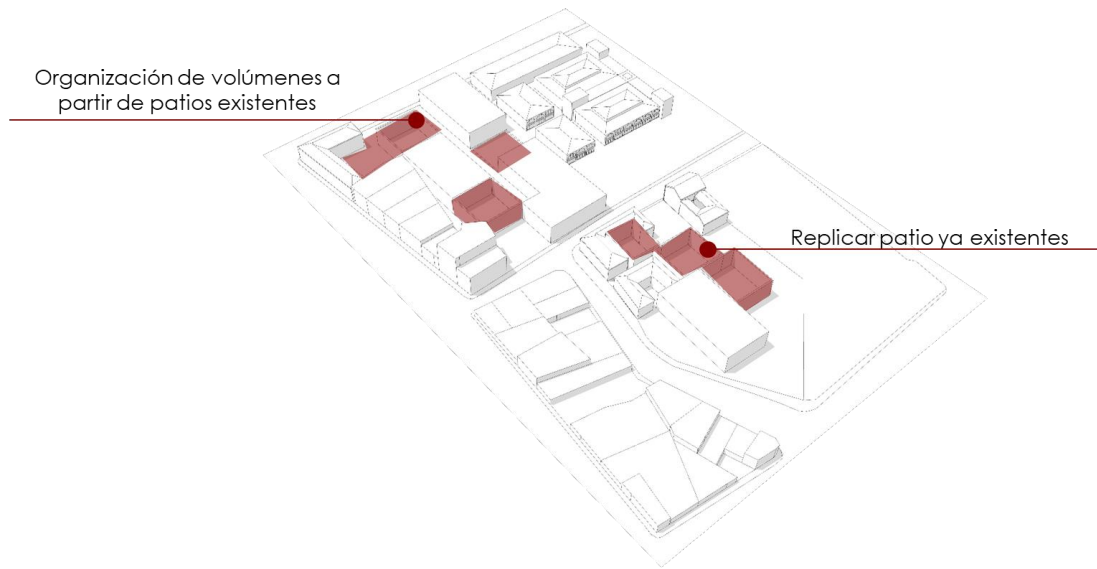 Organización de volúmenes a
partir de patios existentes
Replicar patio ya existentes